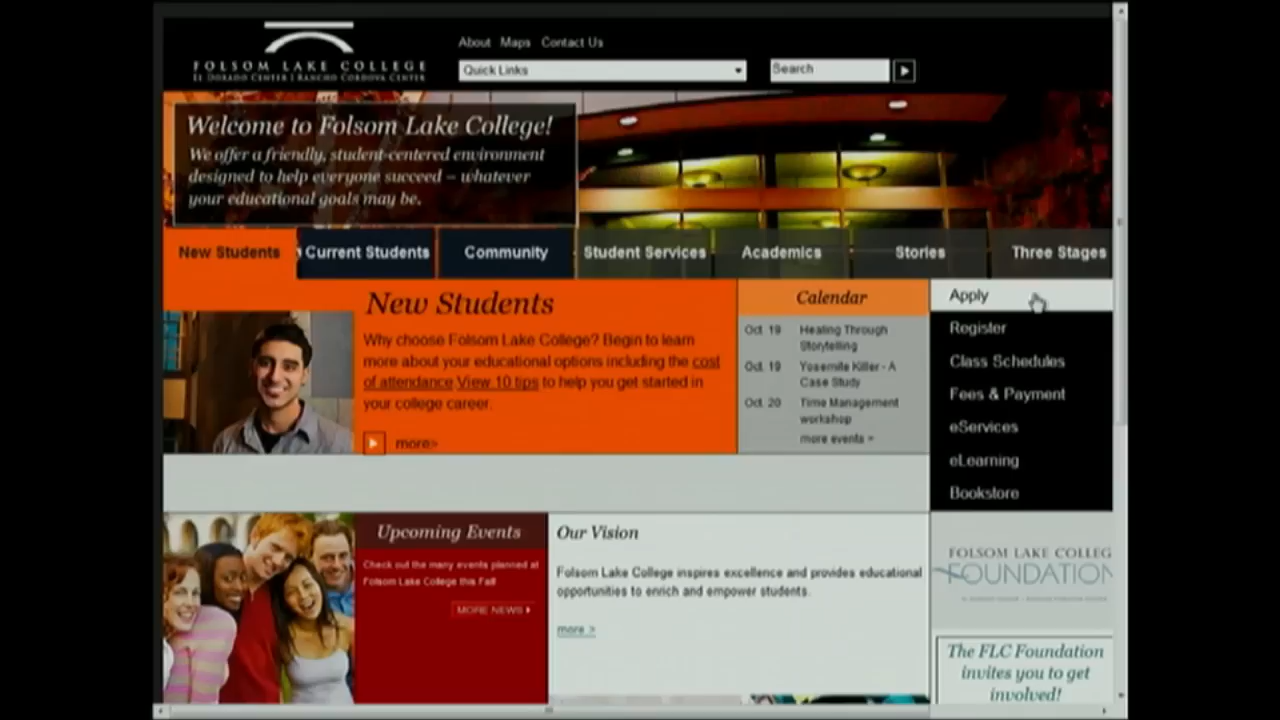 About Maps Contact Us
FOLSOM LAKE COLLEGE
EL DORADO CENTER | RANCHO CORDOVA CENTER
Quick Links
Search
Welcome to Folsom Lake College!
We offer a friendly, student-centered environment
designed to help everyone succeed – whatever
your educational goals may be.
New Students
Current Students
Community
Student Services
Academics
Stories
Three Stages
New Students
Why choose Folsom Lake College? Begin to learn
more about your educational options including the cost
of attendance View 10 tips to help you get started in
your college career.
more>
Calendar
Oct. 19 Healing Through
Storytelling
Oct. 19 Yosemite Killer - A
Case Study
Oct. 20 Time Management
workshop
more events »
Apply
Register
Class Schedules
Fees & Payment
eServices
eLearning
Bookstore
Upcoming Events
Check out the many events planned at
Folsom Lake College this Fall!
MORE NEWS
Our Vision
Folsom Lake College inspires excellence and provides educational
opportunities to enrich and empower students.
more >
FOLSOM LAKE COLLEG
FOUNDATION
The FLC Foundation
invites you to get
involved!